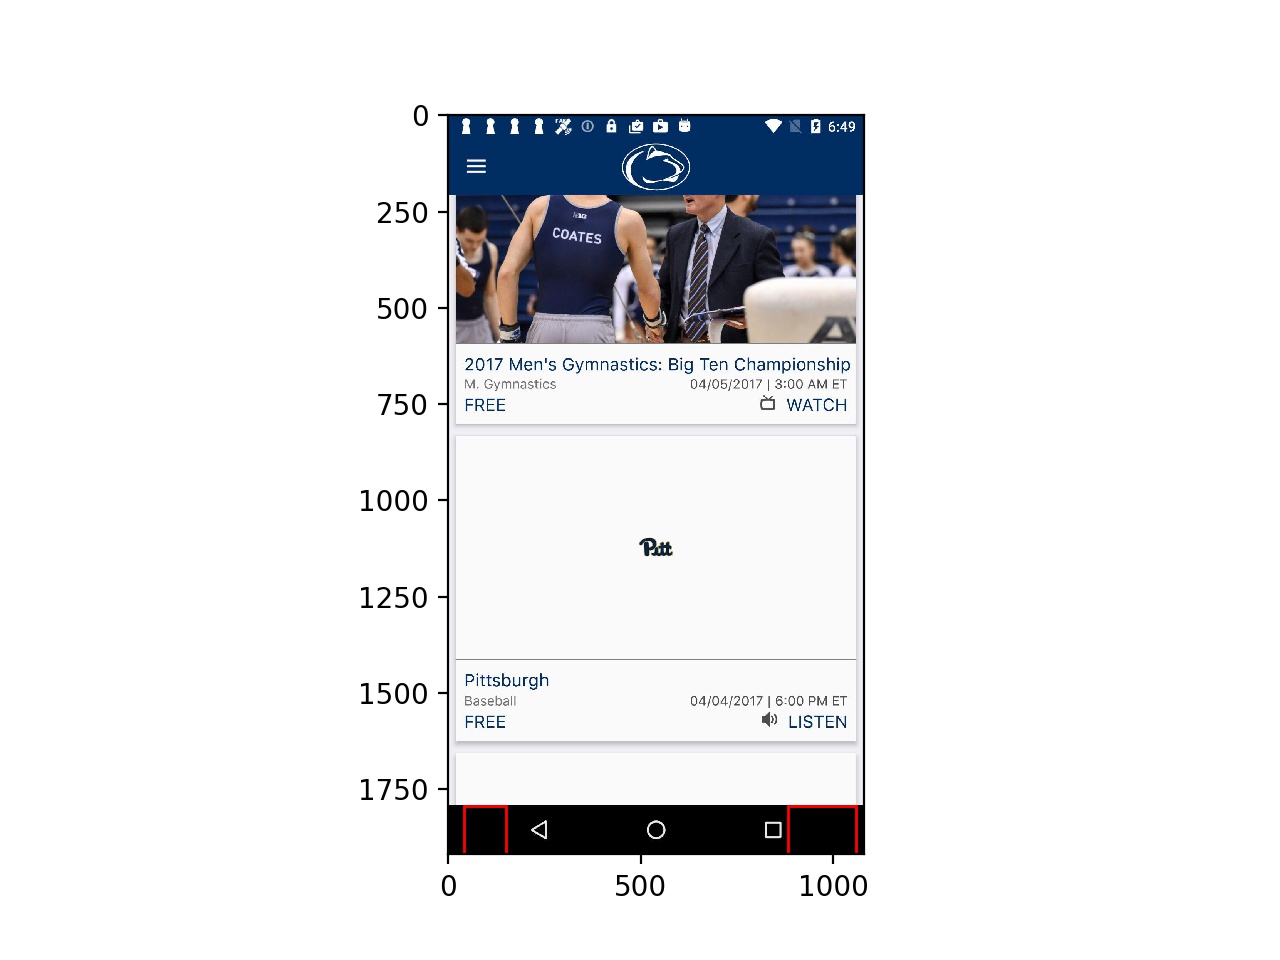 0
6:49
250
COATES
500
2017 Men's Gymnastics: Big Ten Championship
M. Gymnastics 04/05/2017 | 3:00 AM ET
750
FREE WATCH
1000
Pitt
1250
Pittsburgh
1500
Baseball 04/04/2017 | 6:00 PM ET
FREE LISTEN
1750
0 500 1000